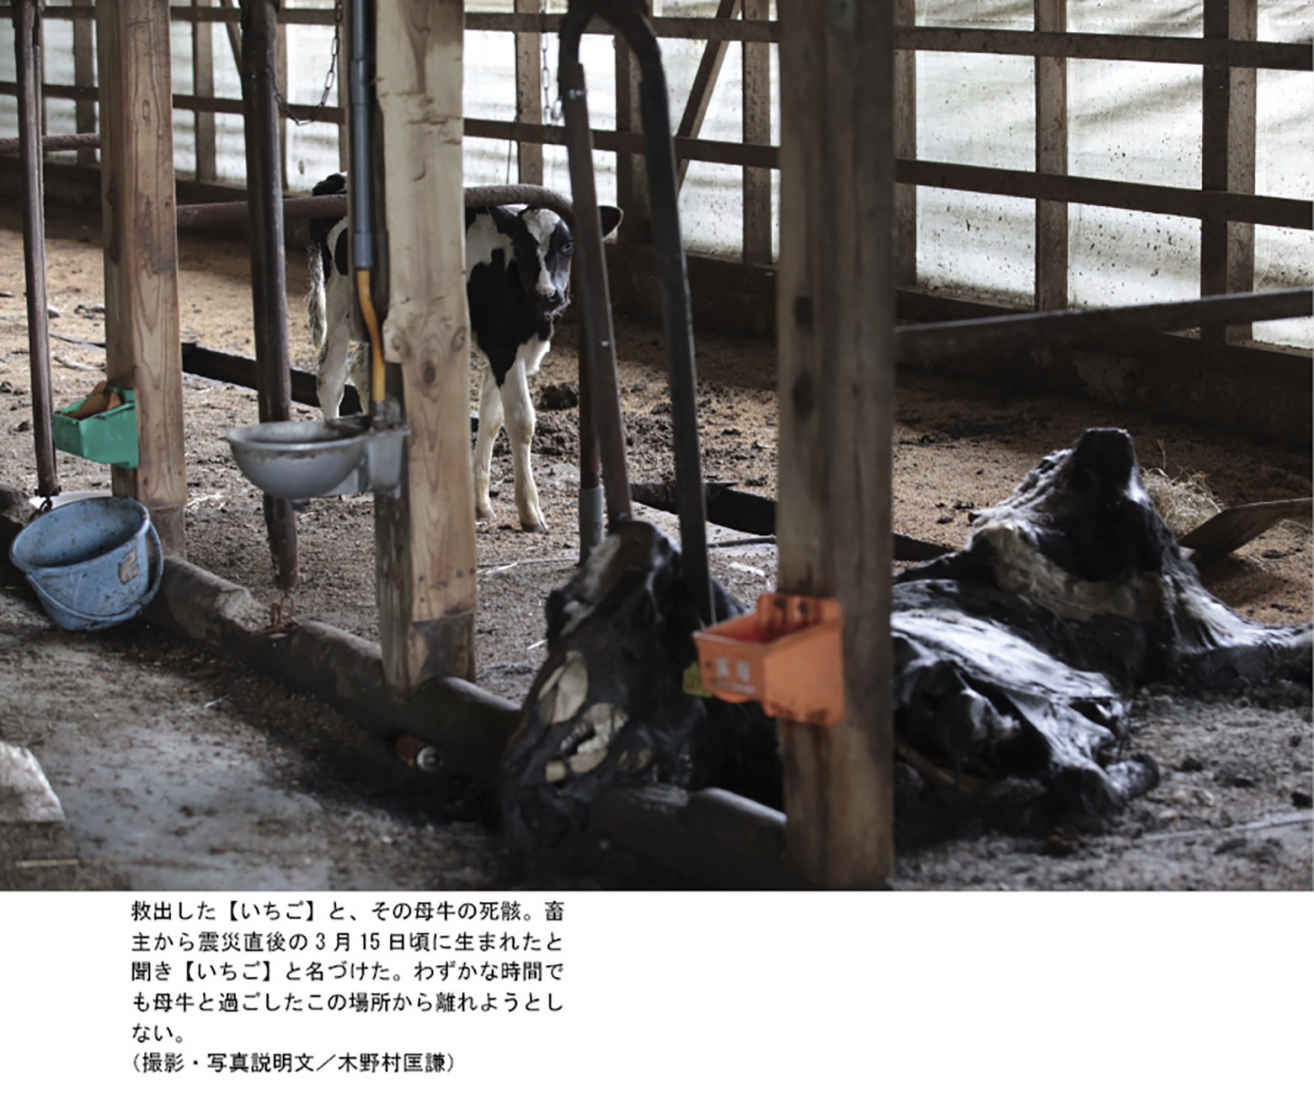 救出した【いちご】と、その母牛の死骸。畜
主から震災直後の３月 15 日頃に生まれたと
聞き【いちご】と名づけた。わずかな時間で
も母牛と過ごしたこの場所から離れようとし
ない。
（撮影・写真説明文／木野村匡謙）